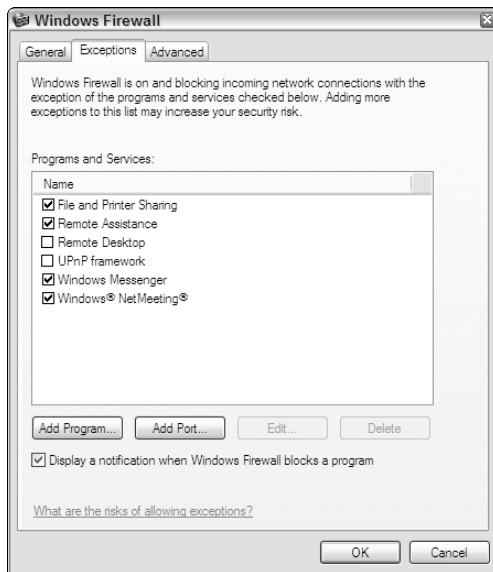 Windows Firewall
General Exceptions Advanced
Windows Firewall is on and blocking incoming network connections with the
exception of the programs and services checked below. Adding more
exceptions to this list may increase your security risk.
Programs and Services:
Name
File and Printer Sharing
Remote Assistance
Remote Desktop
UPnP framework
Windows Messenger
Windows® NetMeeting®
Add Program... Add Port... Edit... Delete
Display a notification when Windows Firewall blocks a program
What are the risks of allowing exceptions?
OK Cancel